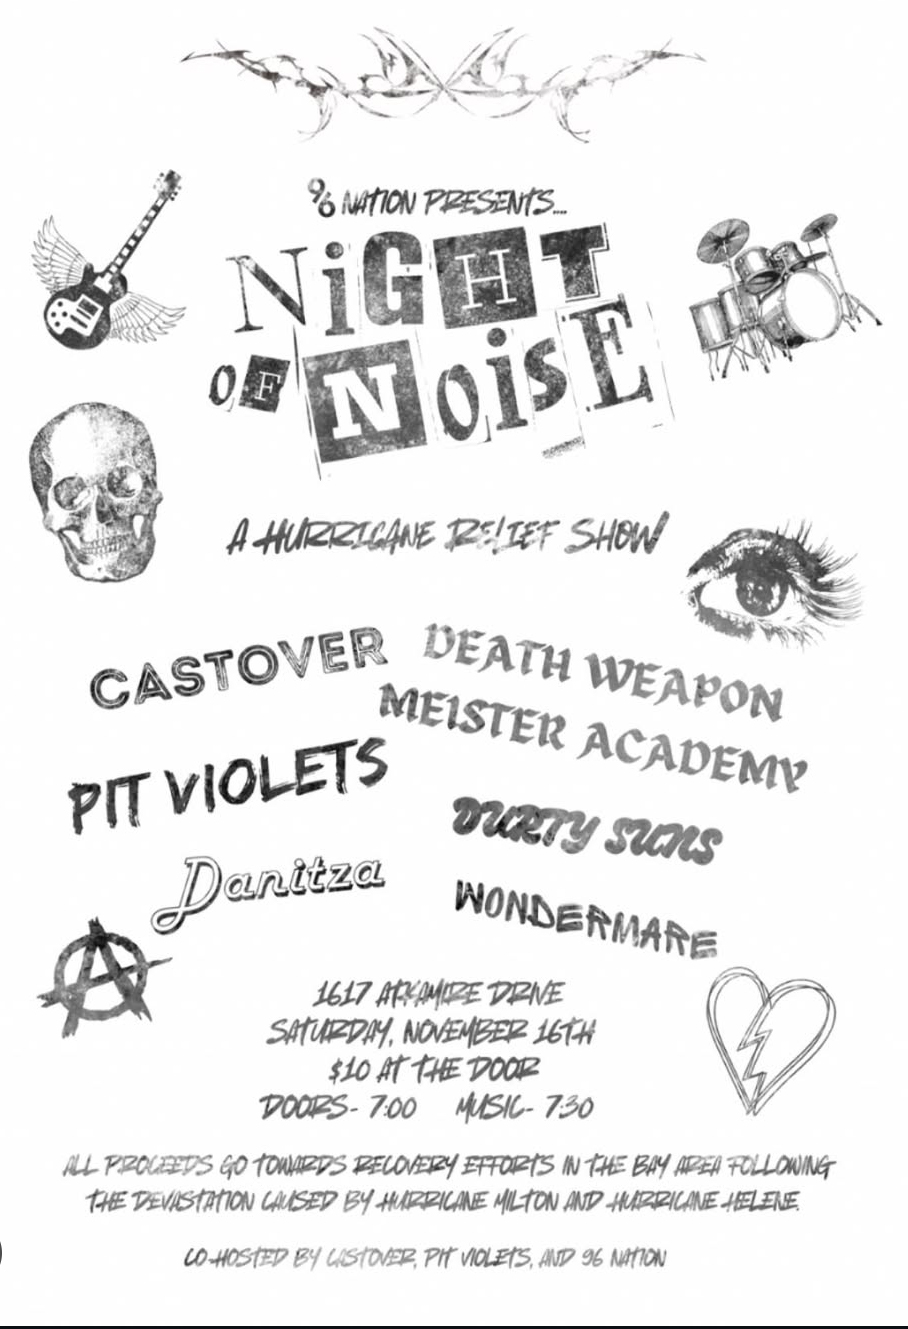 96 NATION PRESENTS...
NiGHT
OF NOiSE
A HURRICANE RELIEF SHOW
CASTOVER
DEATH WEAPON
MEISTER ACADEMY
PIT VIOLETS
DURTY SUNS
Danitza
WONDERMARE
1617 ARKAMIRE DRIVE
SATURDAY, NOVEMBER 16TH
$10 AT THE DOOR
DOORS- 7:00 MUSIC- 7:30
ALL PROCEEDS GO TOWARDS RECOVERY EFFORTS IN THE BAY AREA FOLLOWING
THE DEVASTATION CAUSED BY HURRICANE MILTON AND HURRICANE HELENE.
CO-HOSTED BY CASTOVER, PIT VIOLETS, AND 96 NATION